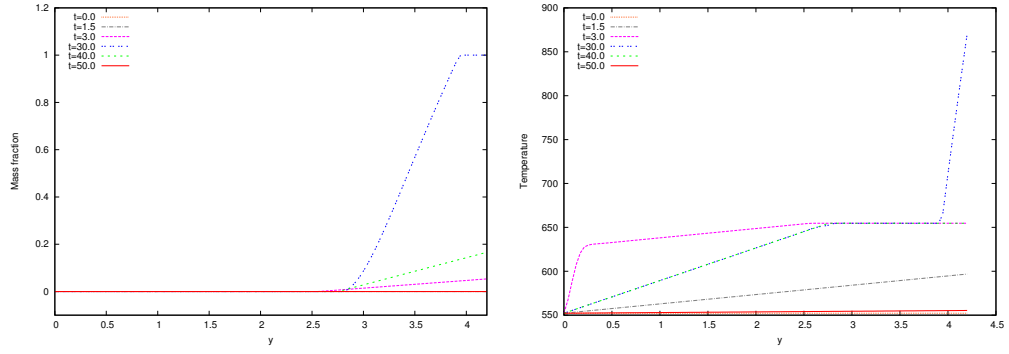 1.2
1
0.8
0.6
0.4
0.2
0
Mass fraction
t=0.0
t=1.5
t=3.0
t=30.0
t=40.0
t=50.0
0 0.5 1 1.5 2 2.5 3 3.5 4
y
900
850
800
750
700
650
600
550
Temperature
t=0.0
t=1.5
t=3.0
t=30.0
t=40.0
t=50.0
0 0.5 1 1.5 2 2.5 3 3.5 4 4.5
y